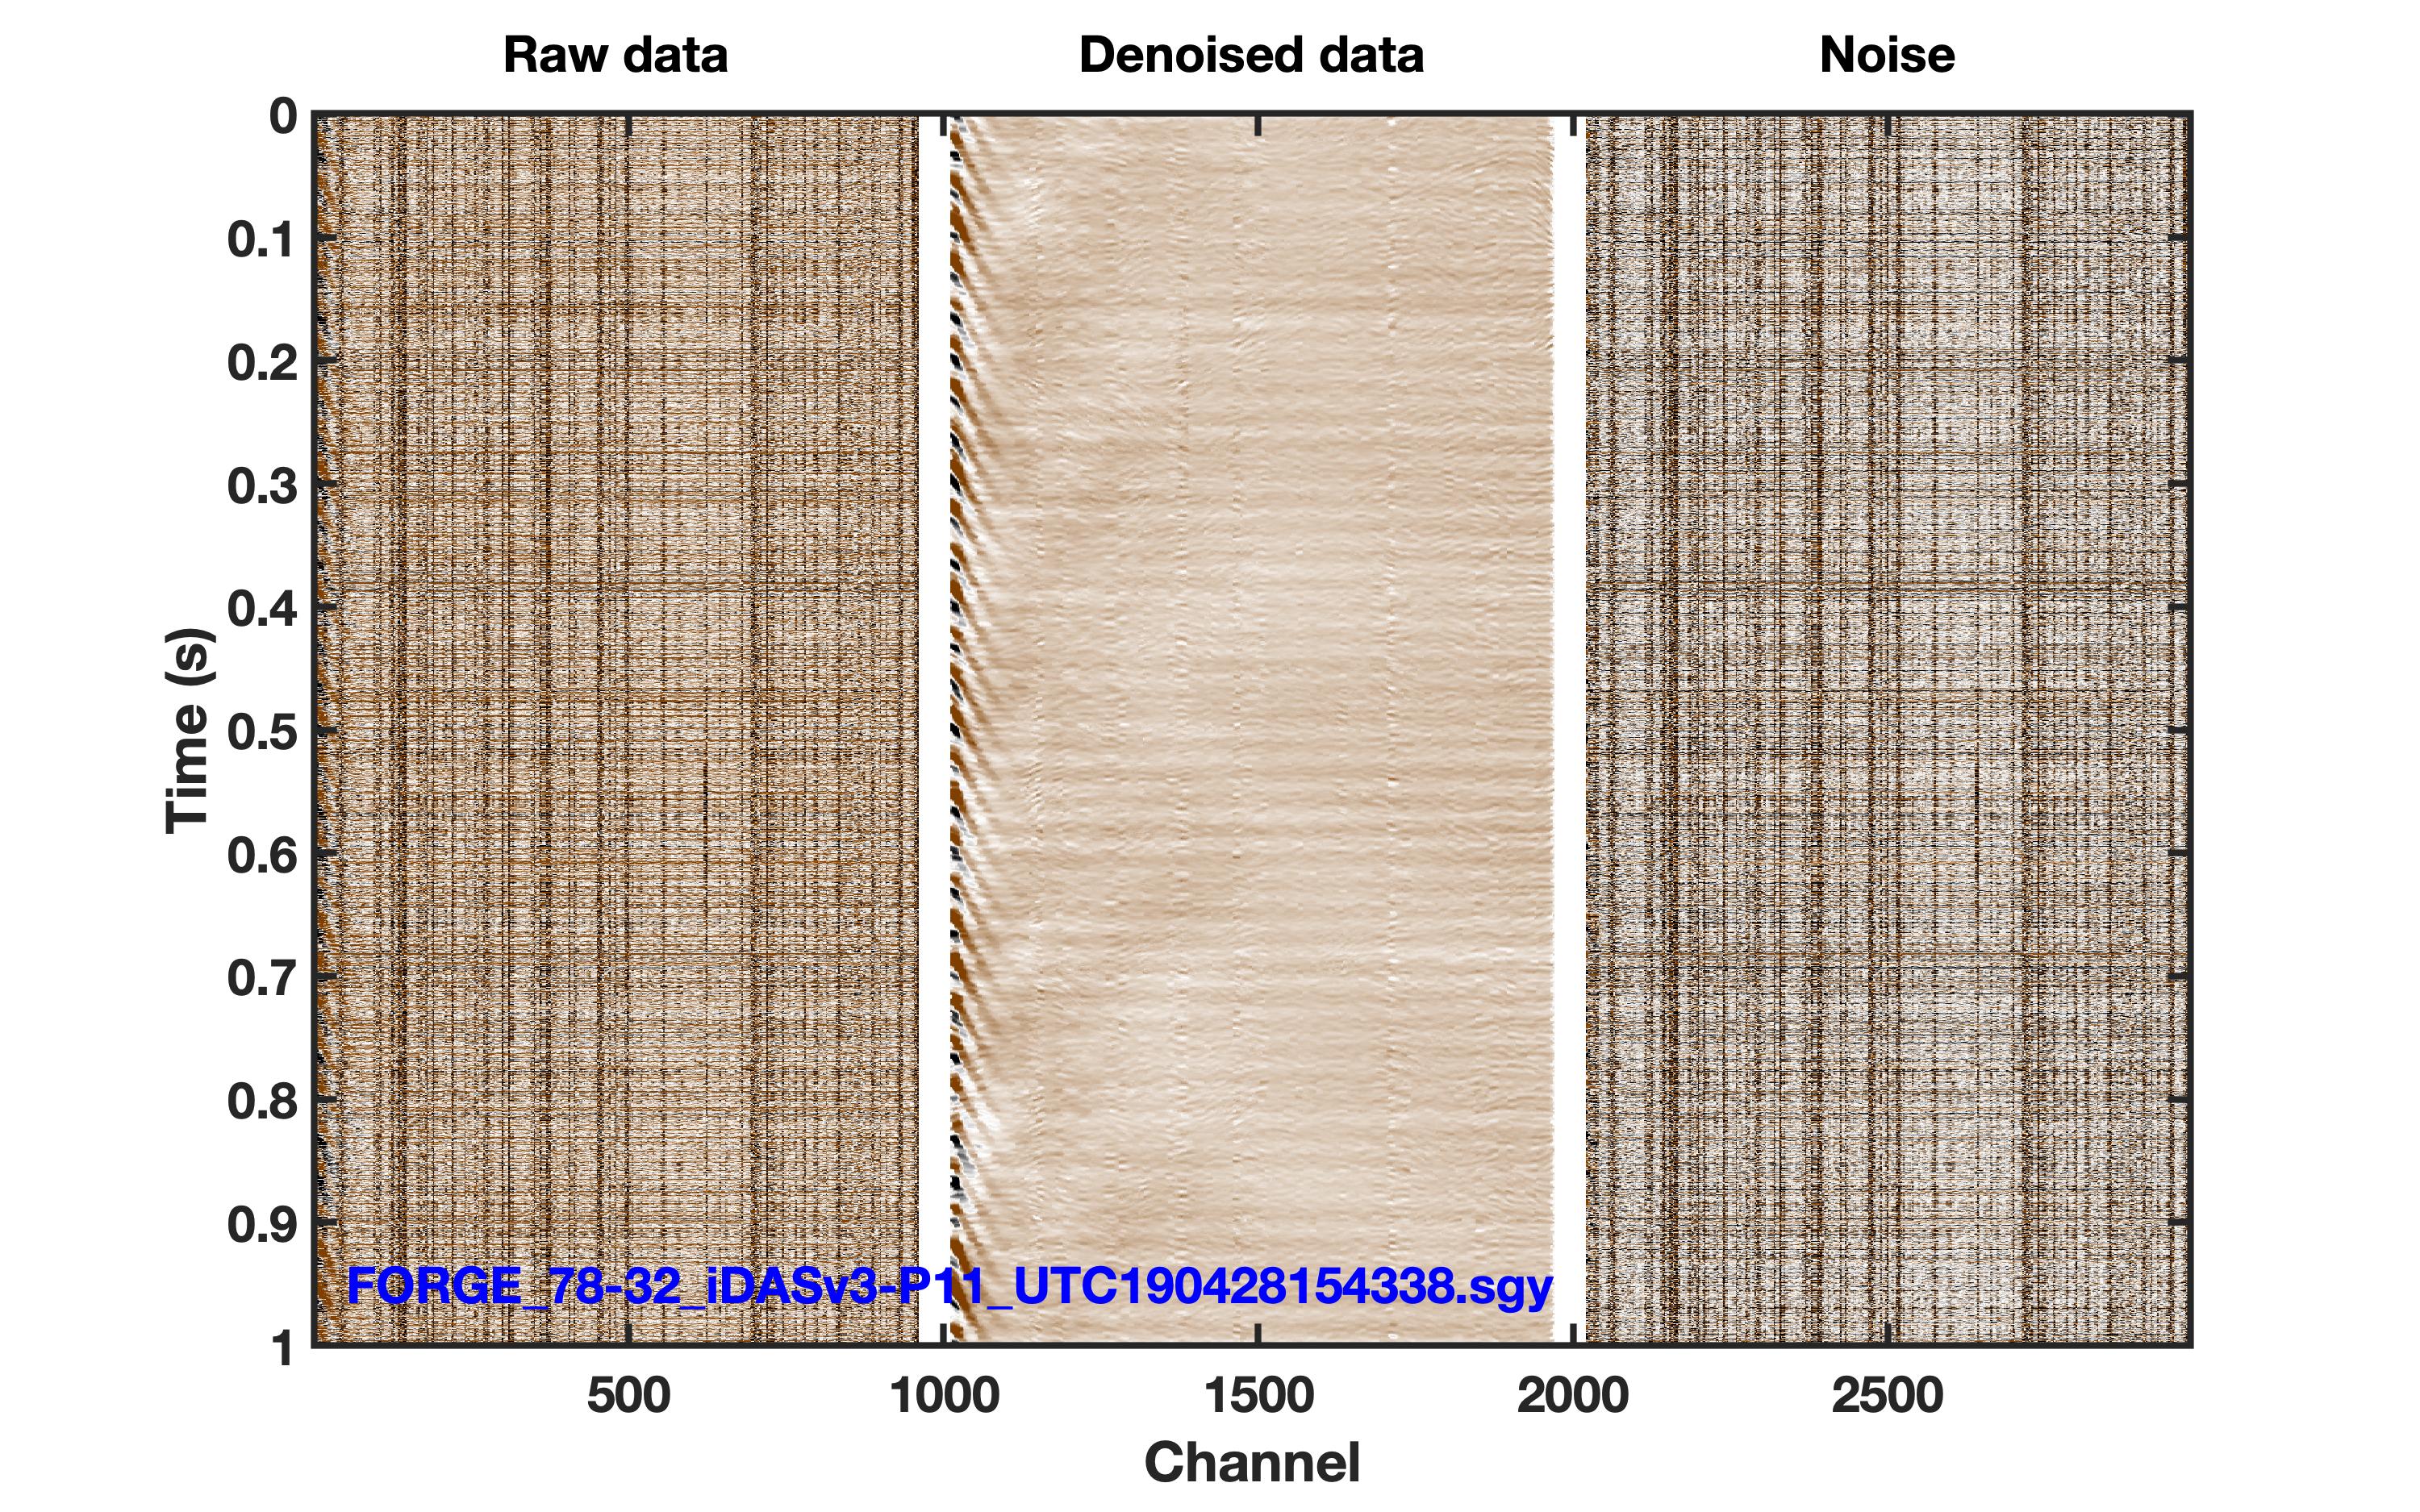 Raw data Denoised data Noise
0
0.1
0.2
0.3
0.4
0.5
0.6
0.7
0.8
0.9
1
Time (s)
FORGE_78-32_iDASv3-P11_UTC190428154338.sgy
500 1000 1500 2000 2500
Channel